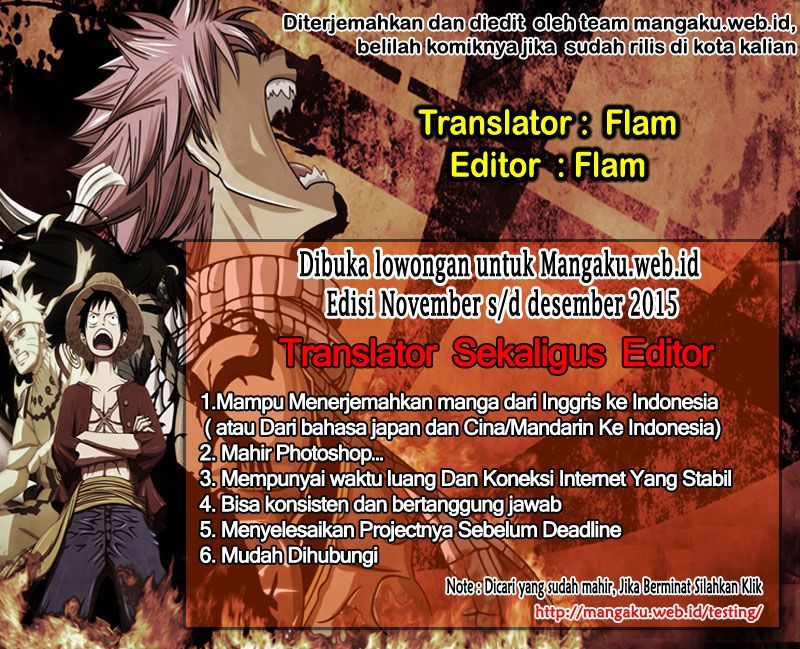 Diterjemahkan dan diedit oleh team mangaku.web.id,
belilah komiknya jika sudah rilis di kota kalian
Translator : Flam
Editor : Flam
Dibuka lowongan untuk Mangaku.web.id
Edisi November s/d desember 2015
Translator Sekaligus Editor
1.Mampu Menerjemahkan manga dari Inggris ke Indonesia
( atau Dari bahasa japan dan Cina/Mandarin Ke Indonesia)
2. Mahir Photoshop...
3. Mempunyai waktu luang Dan Koneksi Internet Yang Stabil
4. Bisa konsisten dan bertanggung jawab
5. Menyelesaikan Projectnya Sebelum Deadline
6. Mudah Dihubungi
Note : Dicari yang sudah mahir, Jika Berminat Silahkan Klik
http://mangaku.web.id/testing/